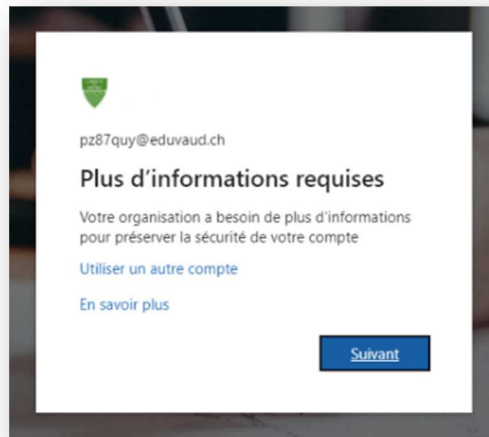 pz87quy@eduvaud.ch
Plus d’informations requises
Votre organisation a besoin de plus d’informations
pour préserver la sécurité de votre compte
Utiliser un autre compte
En savoir plus
Suivant